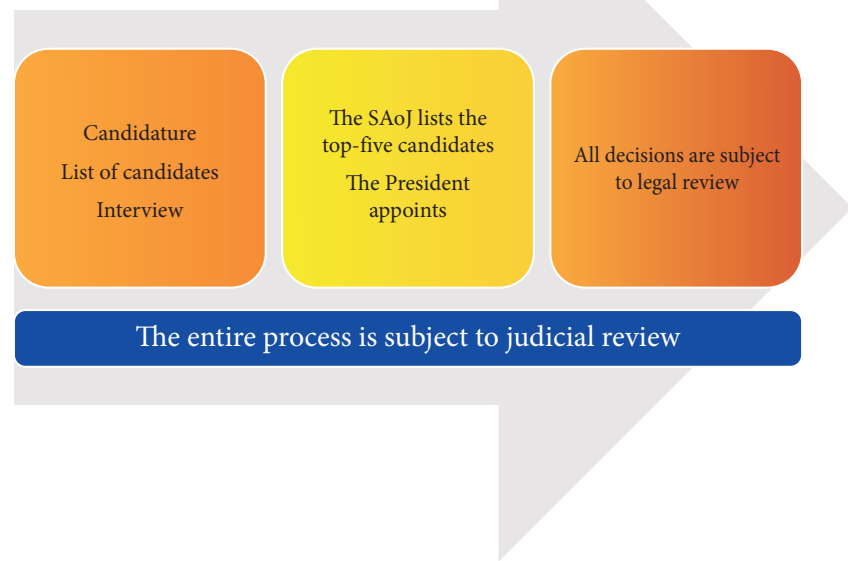 Candidature
List of candidates
Interview
The SAoJ lists the
top-five candidates
The President
appoints
All decisions are subject
to legal review
The entire process is subject to judicial review